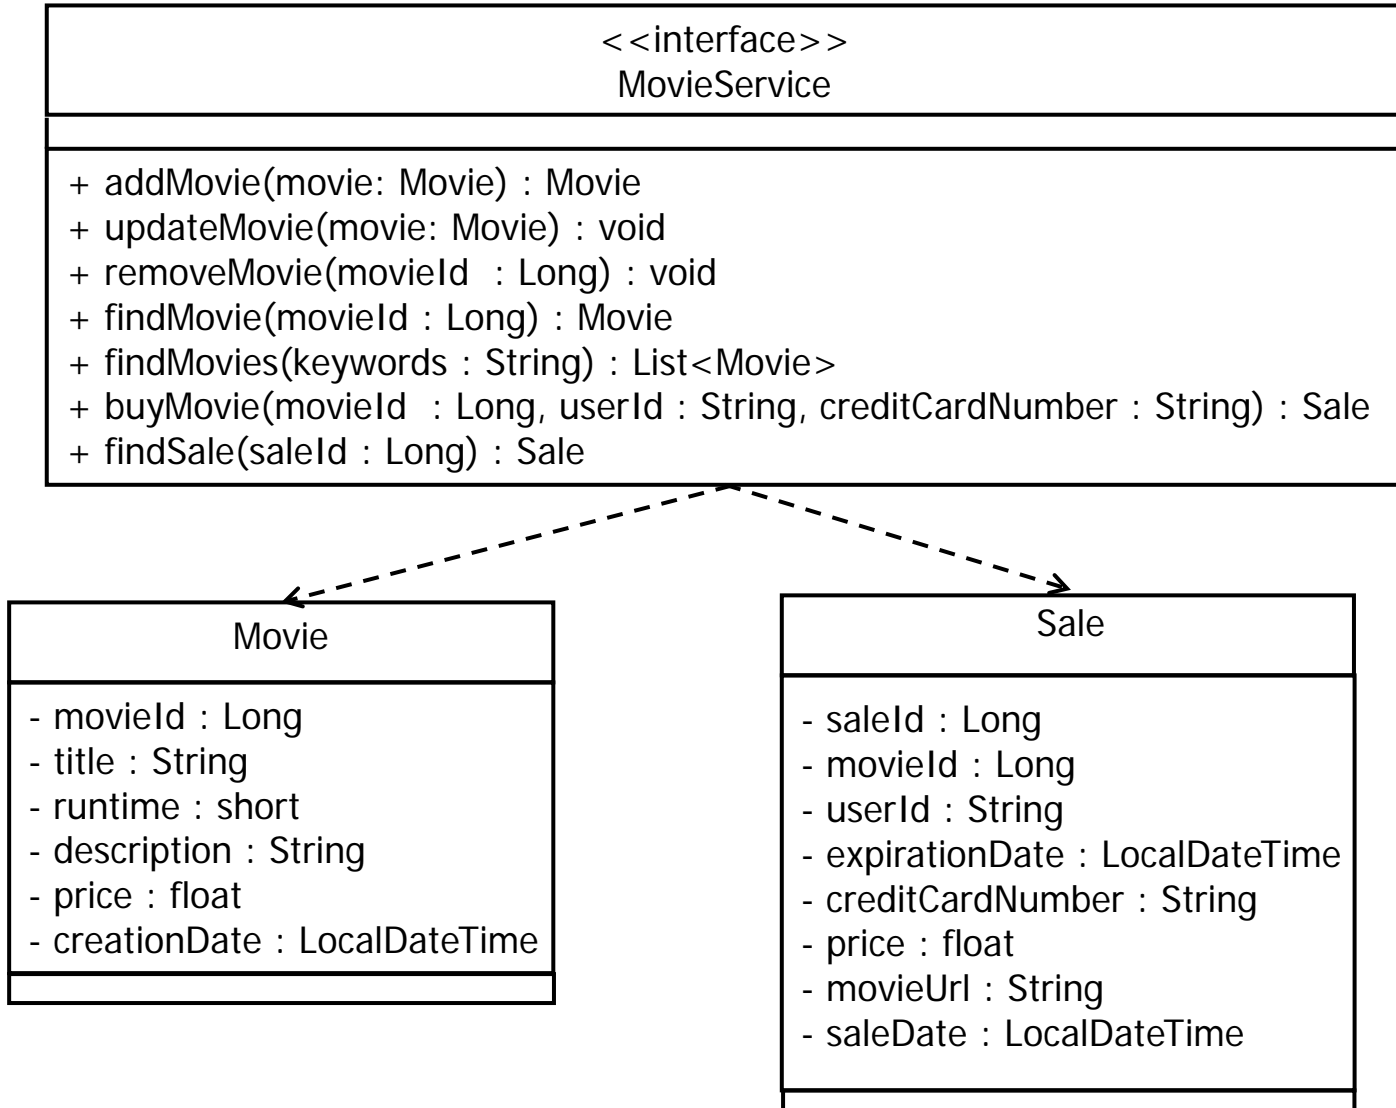 <<interface>>
MovieService
+ addMovie(movie: Movie) : Movie
+ updateMovie(movie: Movie) : void
+ removeMovie(movieId : Long) : void
+ findMovie(movieId : Long) : Movie
+ findMovies(keywords : String) : List<Movie>
+ buyMovie(movieId : Long, userId : String, creditCardNumber : String) : Sale
+ findSale(saleId : Long) : Sale
Movie
- movieId : Long
- title : String
- runtime : short
- description : String
- price : float
- creationDate : LocalDateTime
Sale
- saleId : Long
- movieId : Long
- userId : String
- expirationDate : LocalDateTime
- creditCardNumber : String
- price : float
- movieUrl : String
- saleDate : LocalDateTime